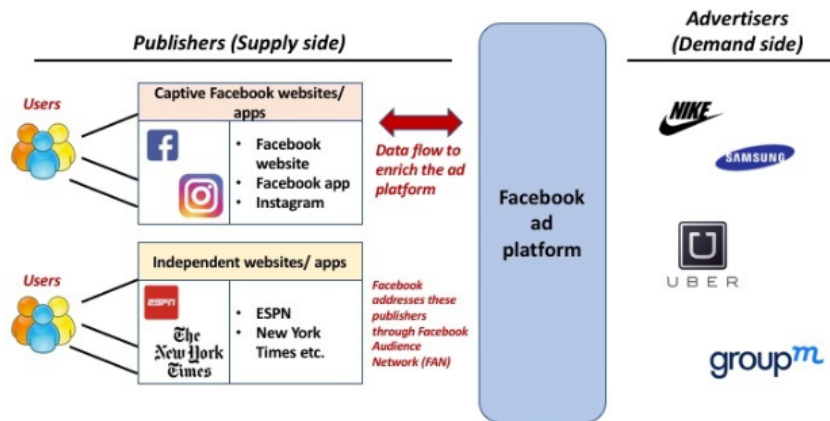 Publishers (Supply side)
Advertisers
(Demand side)
Users
Captive Facebook websites/
apps
f
• Facebook
website
• Facebook app
• Instagram
Data flow to
enrich the ad
platform
Users
Independent websites/ apps
ESPN
The
New York
Times
• ESPN
• New York
Times etc.
Facebook
addresses these
publishers
through Facebook
Audience
Network (FAN)
Facebook
ad
platform
NIKE
SAMSUNG
U
UBER
groupm